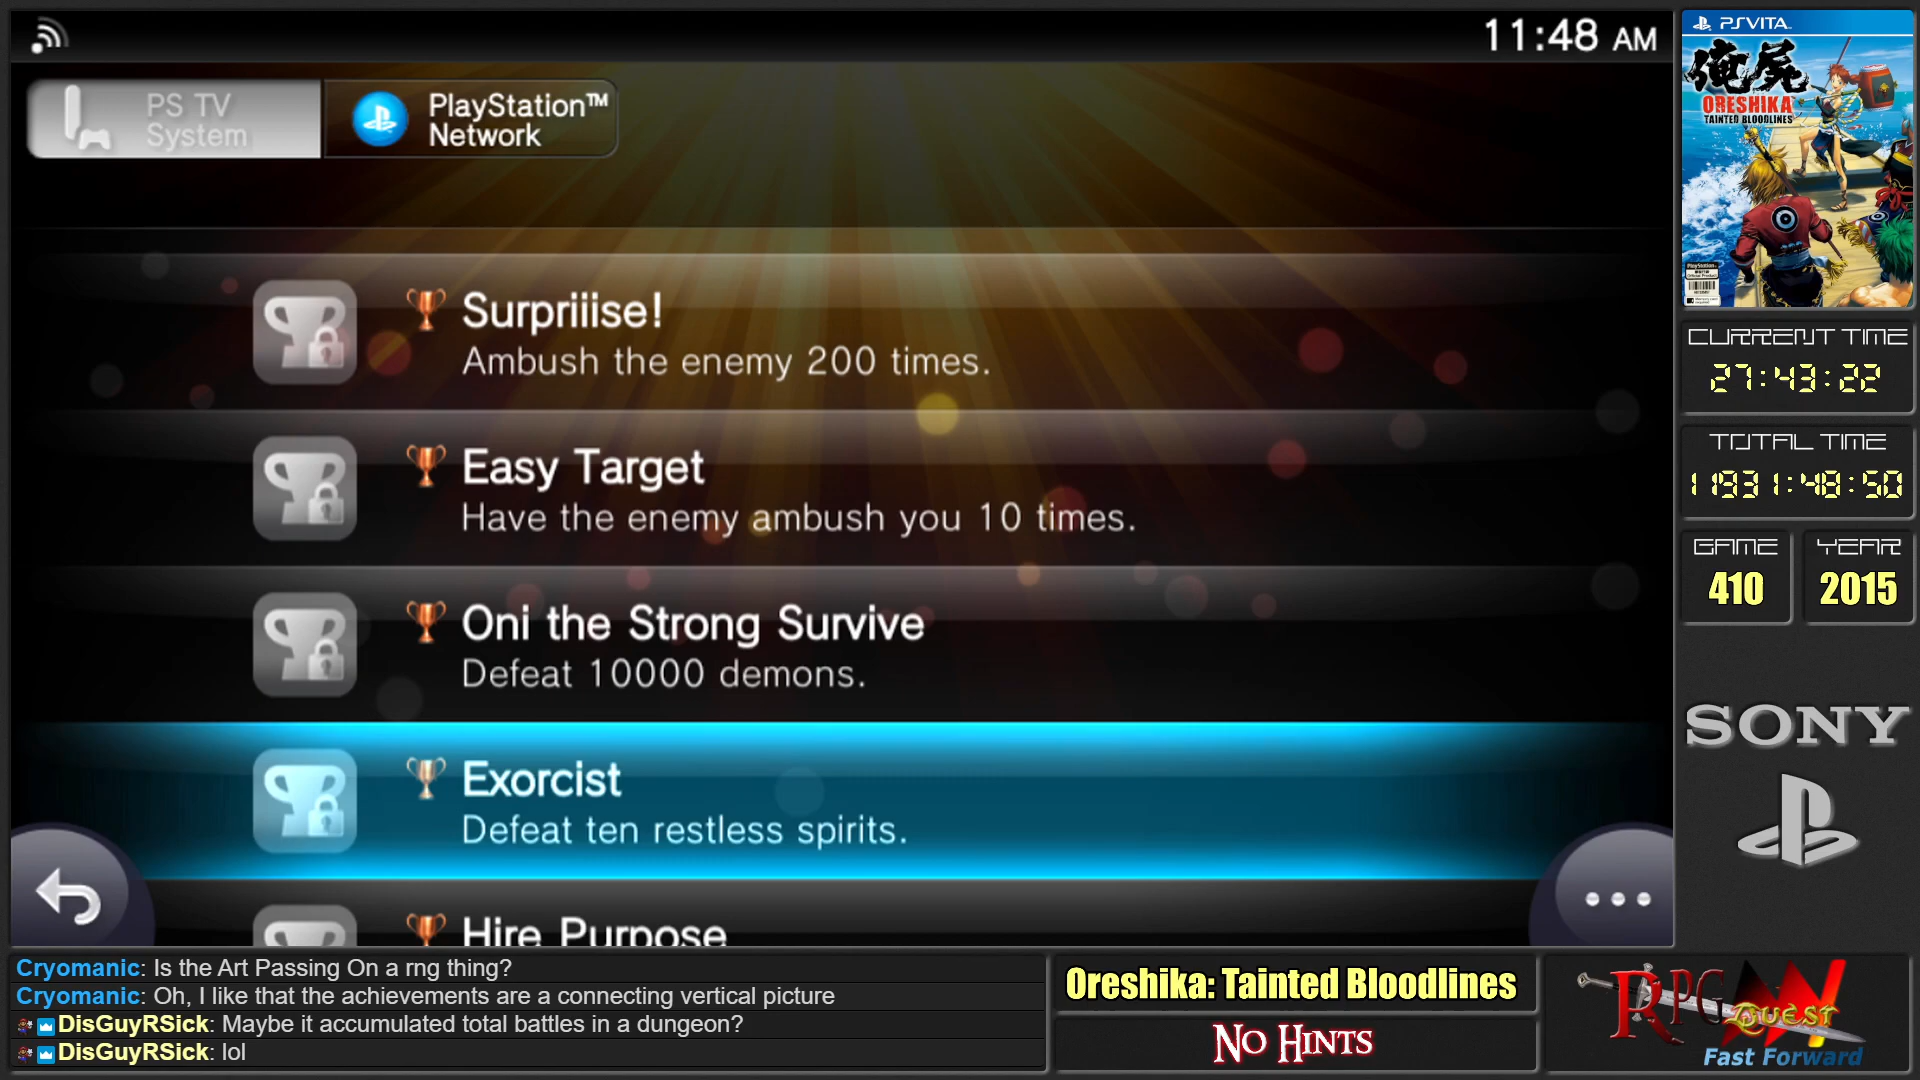 11:48 AM
PS TV
System
PlayStation™
Network
Surpriiise!
Ambush the enemy 200 times.
Easy Target
Have the enemy ambush you 10 times.
Oni the Strong Survive
Defeat 10000 demons.
Exorcist
Defeat ten restless spirits.
Hire Purpose
PSVITA
俺屍
ORESHIKA
TAINTED BLOODLINES
CURRENT TIME
27:43:22
TOTAL TIME
11931:48:50
GAME
410
YEAR
2015
SONY
Cryomanic: Is the Art Passing On a rng thing?
Cryomanic: Oh, I like that the achievements are a connecting vertical picture
DisGuyRSick: Maybe it accumulated total battles in a dungeon?
DisGuyRSick: lol
Oreshika: Tainted Bloodlines
NO HINTS
RPG
QUEST
Fast Forward